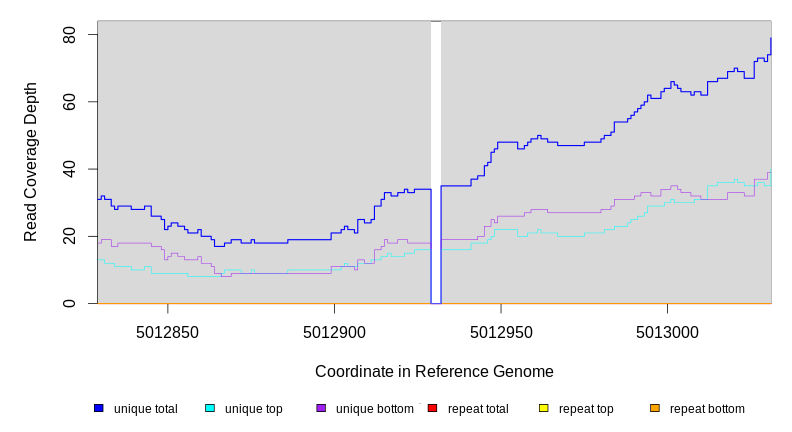 80
60
40
20
0
Read Coverage Depth
5012850 5012900 5012950 5013000
Coordinate in Reference Genome
unique total unique top unique bottom repeat total repeat top repeat bottom